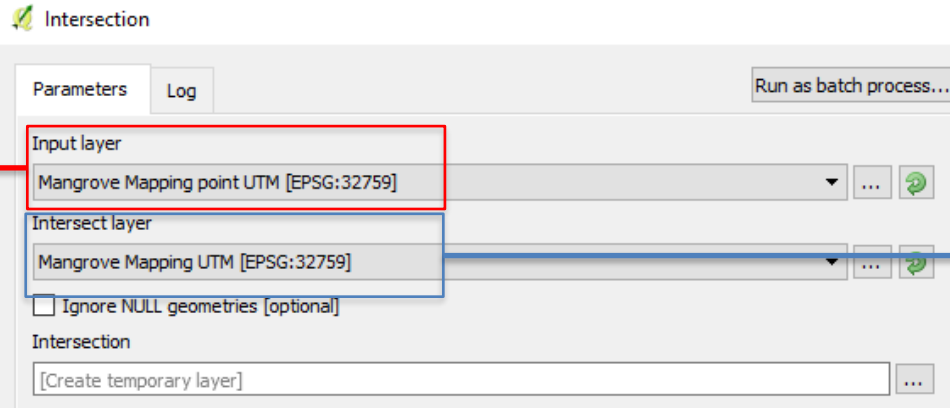 Intersection
Parameters Log Run as batch process...
Input layer
Mangrove Mapping point UTM [EPSG:32759] ...
Intersect layer
Mangrove Mapping UTM [EPSG:32759] ...
Ignore NULL geometries [optional]
Intersection
[Create temporary layer] ...